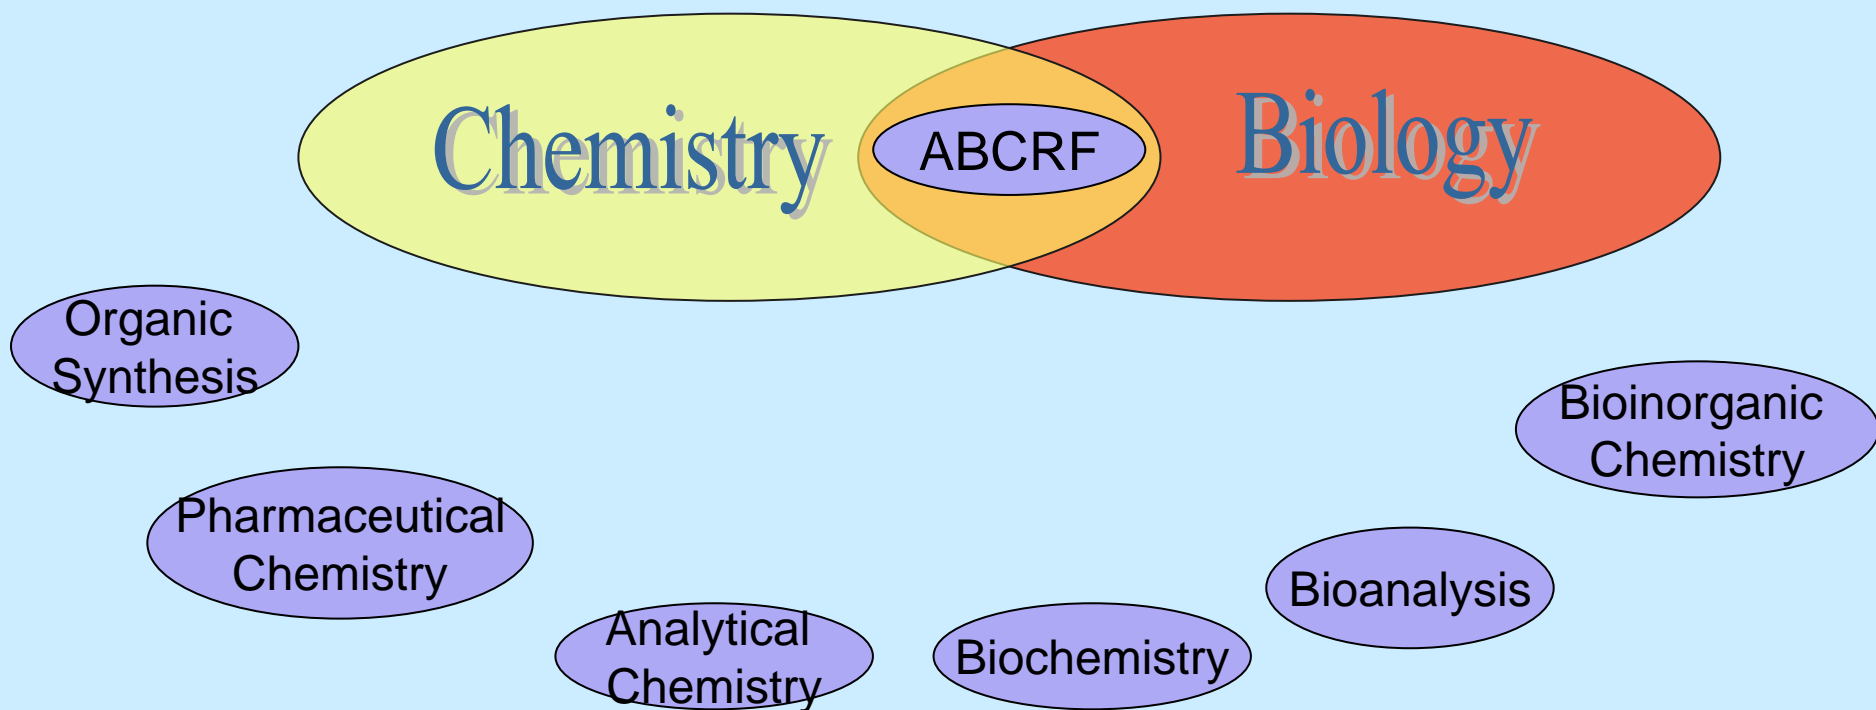 Chemistry
ABCRF
Biology
Organic
Synthesis
Pharmaceutical
Chemistry
Analytical
Chemistry
Biochemistry
Bioanalysis
Bioinorganic
Chemistry